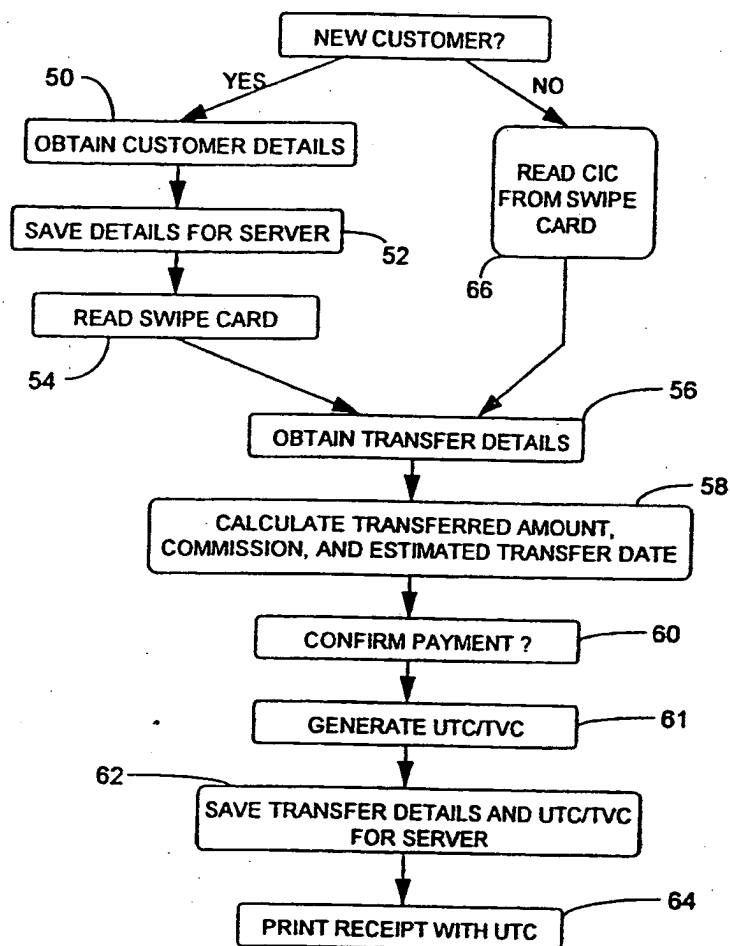 NEW CUSTOMER?
YES
NO
50
OBTAIN CUSTOMER DETAILS
READ CIC
FROM SWIPE
CARD
SAVE DETAILS FOR SERVER
52
66
READ SWIPE CARD
54
56
OBTAIN TRANSFER DETAILS
58
CALCULATE TRANSFERRED AMOUNT,
COMMISSION, AND ESTIMATED TRANSFER DATE
CONFIRM PAYMENT ?
60
GENERATE UTC/TVC
61
62
SAVE TRANSFER DETAILS AND UTC/TVC
FOR SERVER
64
PRINT RECEIPT WITH UTC